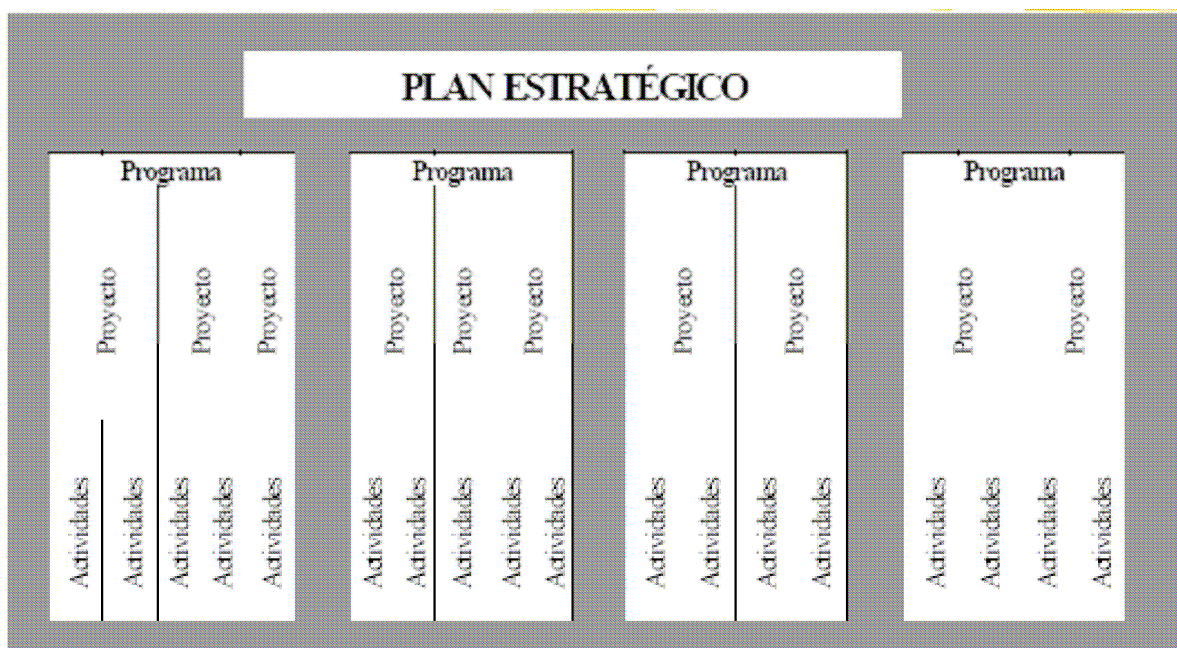 PLAN ESTRATÉGICO
Programa
Proyecto
Proyecto
Proyecto
Actividades
Actividades
Actividades
Actividades
Actividades
Programa
Proyecto
Proyecto
Proyecto
Actividades
Actividades
Actividades
Actividades
Actividades
Programa
Proyecto
Proyecto
Actividades
Actividades
Actividades
Actividades
Programa
Proyecto
Proyecto
Actividades
Actividades
Actividades
Actividades